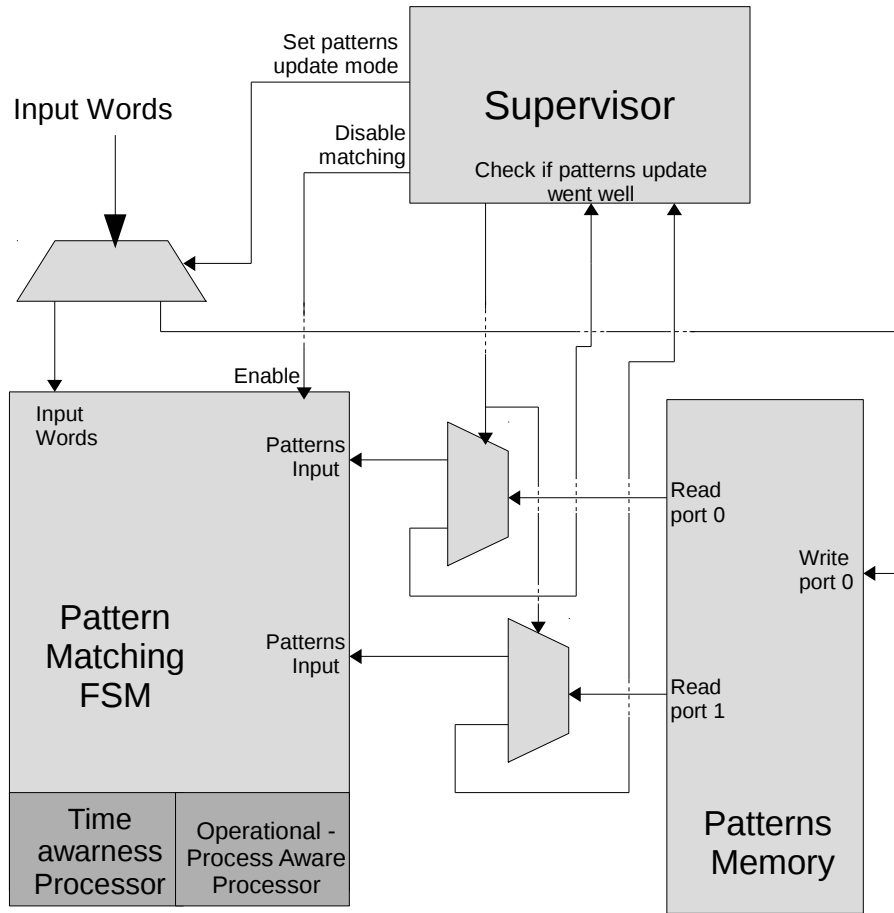 Set patterns
update mode
Supervisor
Input Words
Disable
matching
Check if patterns update
went well
Enable
Input
Words
Patterns
Input
Read
port 0
Write
port 0
Pattern
Matching
FSM
Patterns
Input
Read
port 1
Time
awarness
Processor
Operational -
Process Aware
Processor
Patterns
Memory